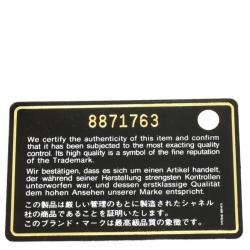 8871763
We certify the authenticity of this item and confirm
that it has been subjected to the most exacting quality
control. Its high quality is a symbol of the fine reputation
of the Trademark.
Wir bestätigen, dass es sich um einen Artikel handelt,
der während seiner Herstellung strengsten Kontrollen
unterworfen war, und dessen erstklassige Qualität
dem hohen Ansehen unserer Marke entspricht.
この製品は厳しい管理のもとに製造されたシャネル
社の商品であることを証明いたします。
このブランド・マークは最高級品質の象徴です。